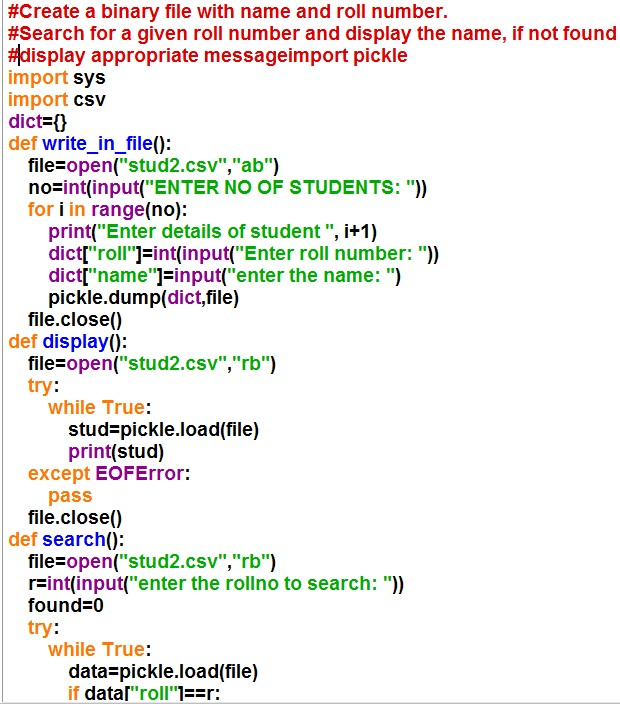 #Create a binary file with name and roll number.
#Search for a given roll number and display the name, if not found
#display appropriate messageimport pickle
import sys
import csv
dict={}
def write_in_file():
    file=open("stud2.csv","ab")
    no=int(input("ENTER NO OF STUDENTS: "))
    for i in range(no):
        print("Enter details of student ", i+1)
        dict["roll"]=int(input("Enter roll number: "))
        dict["name"]=input("enter the name: ")
        pickle.dump(dict,file)
    file.close()
def display():
    file=open("stud2.csv","rb")
    try:
        while True:
            stud=pickle.load(file)
            print(stud)
    except EOFError:
        pass
    file.close()
def search():
    file=open("stud2.csv","rb")
    r=int(input("enter the rollno to search: "))
    found=0
    try:
        while True:
            data=pickle.load(file)
            if data["roll"]==r: